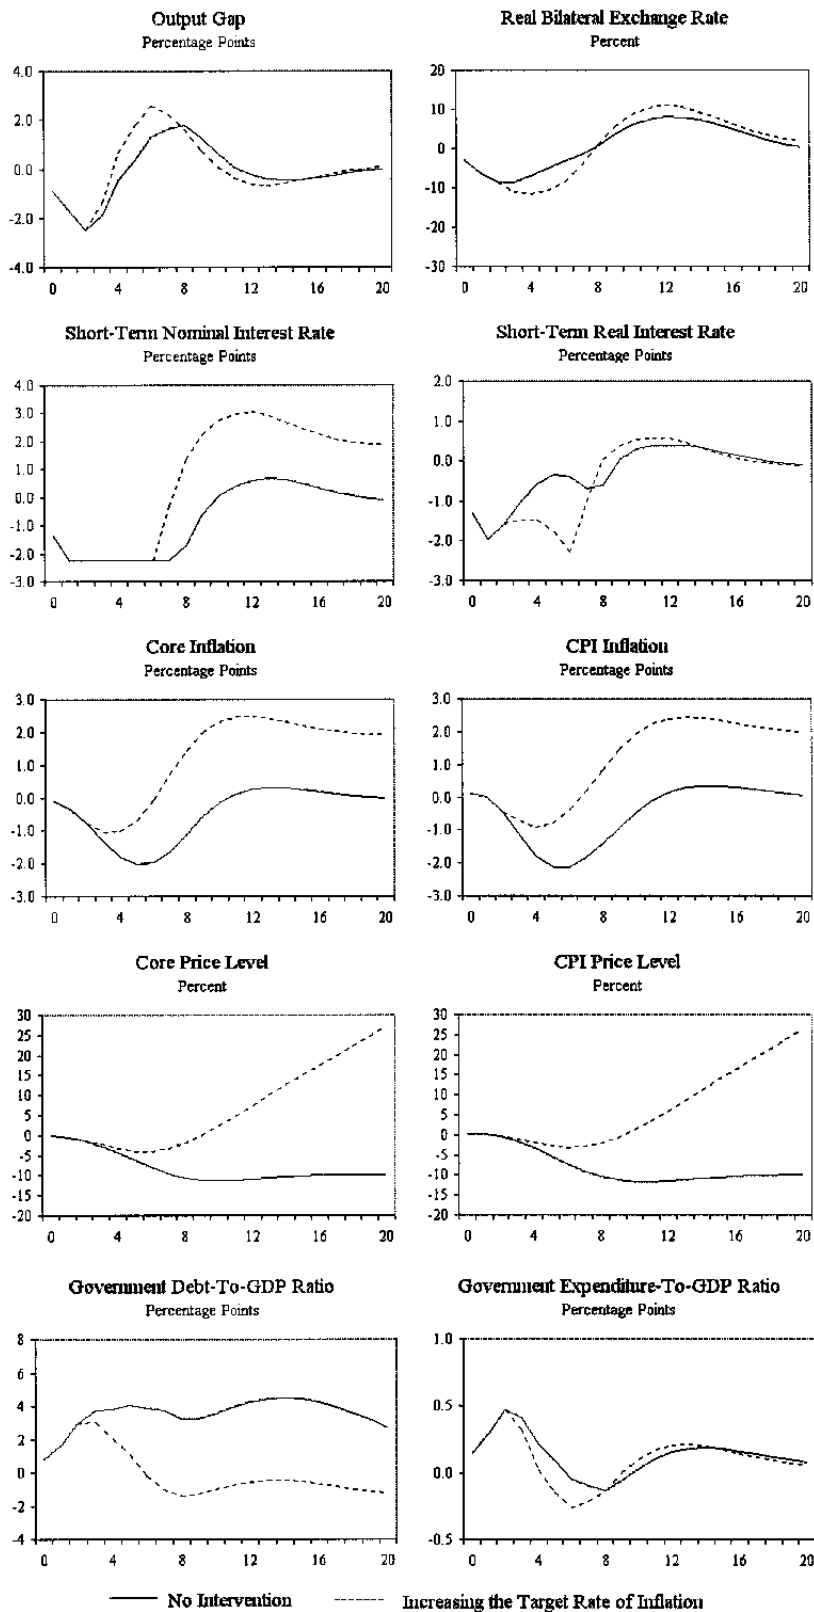 Output Gap
Percentage Points
4.0
2.0
0.0
-2.0
-4.0
0 4 8 12 16 20
Real Bilateral Exchange Rate
Percent
20
10
0
-10
-20
-30
0 4 8 12 16 20
Short-Term Nominal Interest Rate
Percentage Points
4.0
3.0
2.0
1.0
0.0
-1.0
-2.0
-3.0
0 4 8 12 16 20
Short-Term Real Interest Rate
Percentage Points
2.0
1.0
0.0
-1.0
-2.0
-3.0
0 4 8 12 16 20
Core Inflation
Percentage Points
3.0
2.0
1.0
0.0
-1.0
-2.0
-3.0
0 4 8 12 16 20
CPI Inflation
Percentage Points
3.0
2.0
1.0
0.0
-1.0
-2.0
-3.0
0 4 8 12 16 20
Core Price Level
Percent
30
25
20
15
10
5
0
-5
-10
-15
-20
0 4 8 12 16 20
CPI Price Level
Percent
30
25
20
15
10
5
0
-5
-10
-15
-20
0 4 8 12 16 20
Government Debt-To-GDP Ratio
Percentage Points
8
6
4
2
0
-2
-4
0 4 8 12 16 20
Government Expenditure-To-GDP Ratio
Percentage Points
1.0
0.5
0.0
-0.5
0 4 8 12 16 20
No Intervention Increasing the Target Rate of Inflation